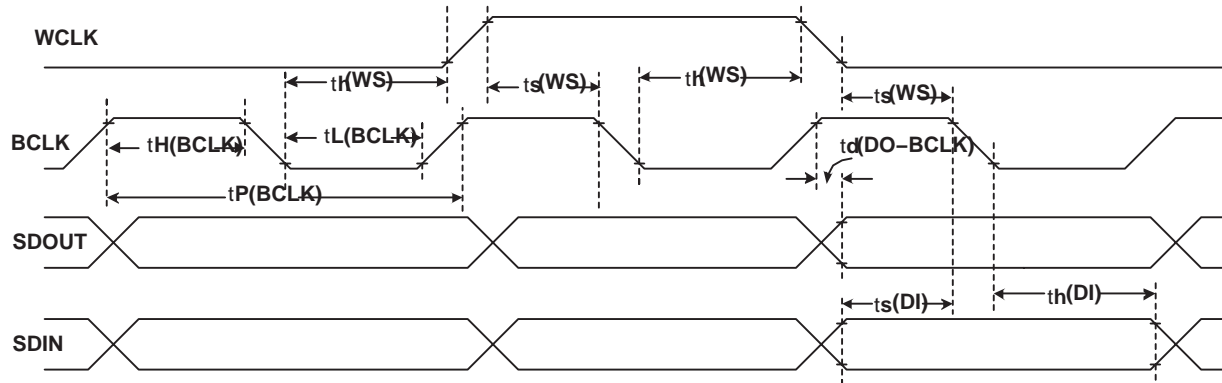 WCLK
th(WS)
ts(WS)
th(WS)
ts(WS)
BCLK
tH(BCLK)
tL(BCLK)
td(DO−BCLK)
tP(BCLK)
SDOUT
ts(DI)
th(DI)
SDIN